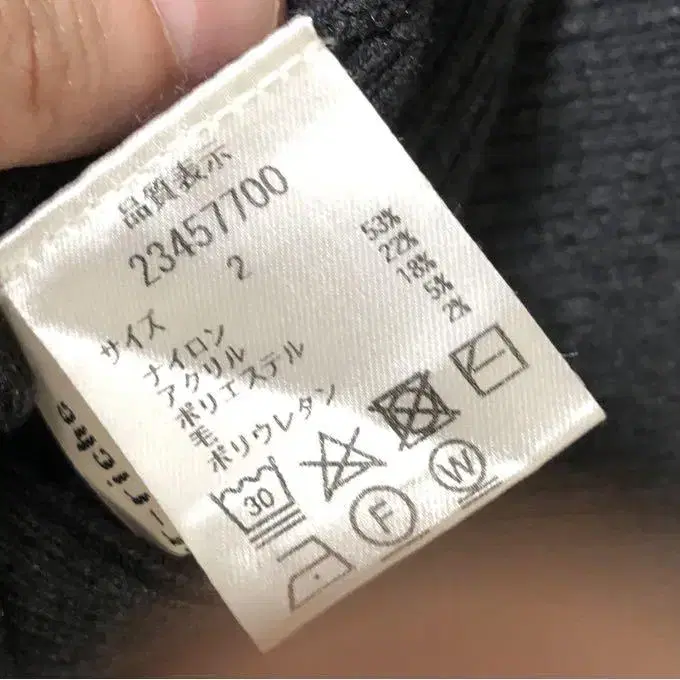 品質表示
23457700
サイズ 2
ナイロン 53%
アクリル 22%
ポリエステル 18%
毛 5%
ポリウレタン 2%
30
F
W